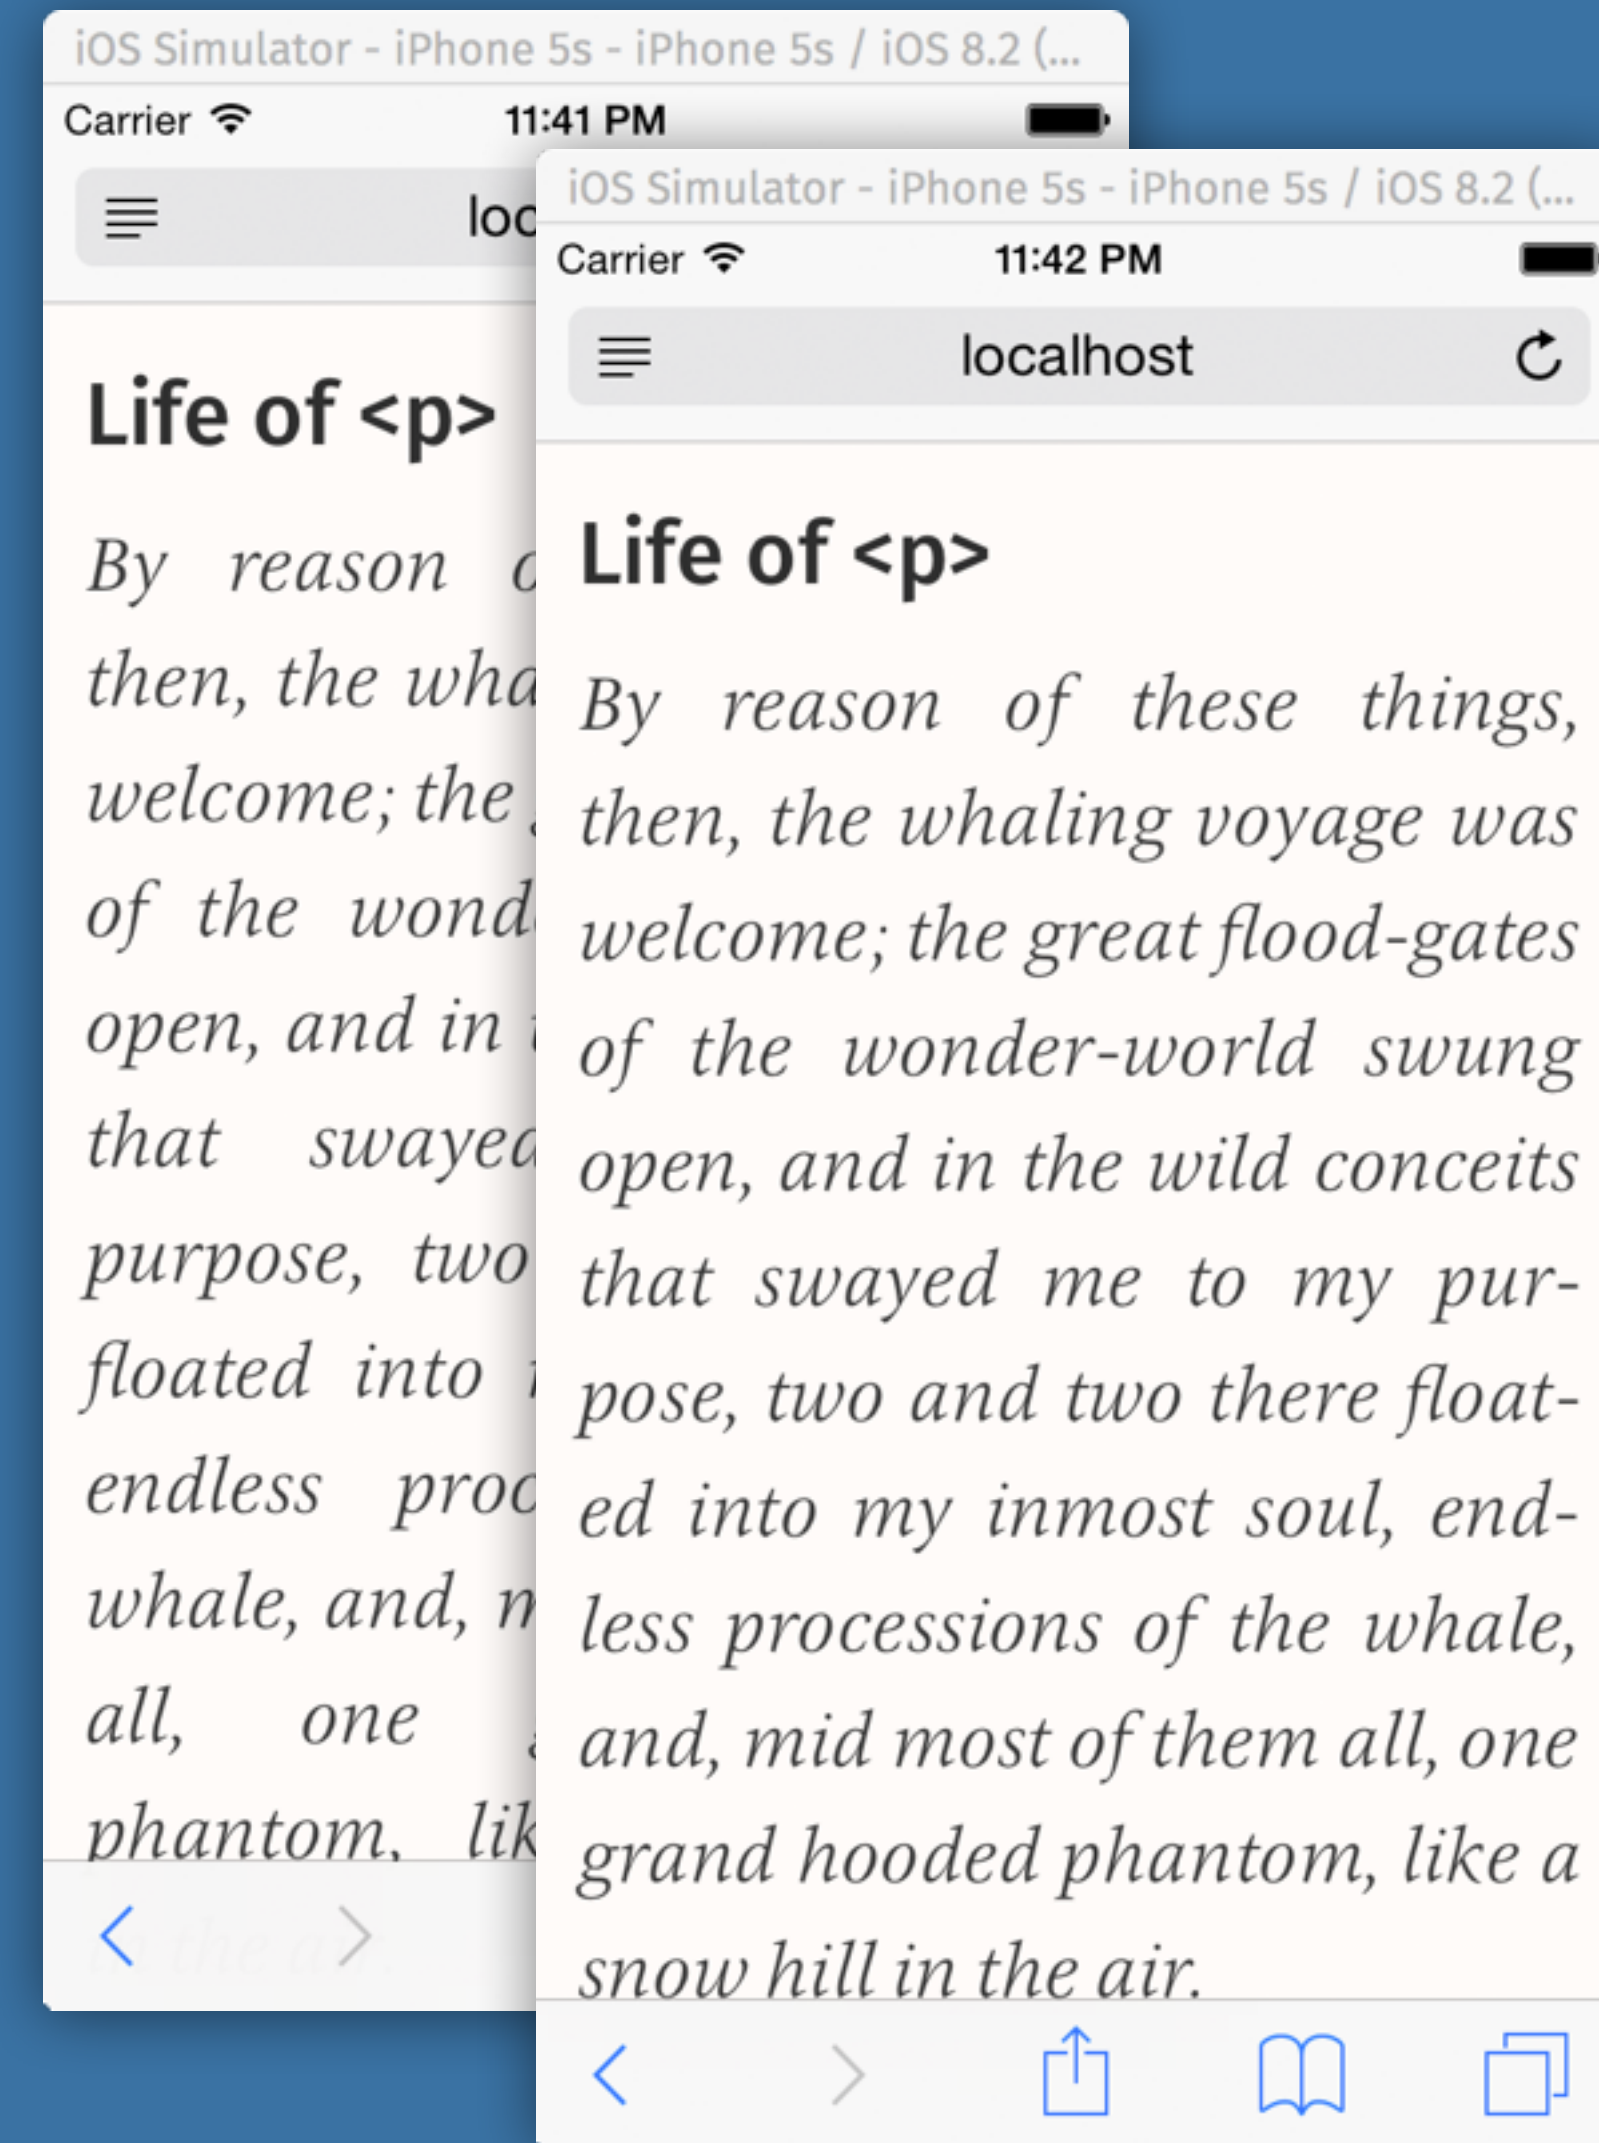 iOS Simulator - iPhone 5s - iPhone 5s / iOS 8.2 (...
Carrier 11:41 PM
Life of <p>
By reason
then, the
welcome; the
of the
open, and in
that swayed
purpose, two
floated into
endless
whale, and,
all, one
phantom,
in the air.
iOS Simulator - iPhone 5s - iPhone 5s / iOS 8.2 (...
Carrier 11:42 PM
localhost
Life of <p>
By reason of these things,
then, the whaling voyage was
welcome; the great flood-gates
of the wonder-world swung
open, and in the wild conceits
that swayed me to my pur-
pose, two and two there float-
ed into my inmost soul, end-
less processions of the whale,
and, mid most of them all, one
grand hooded phantom, like a
snow hill in the air.